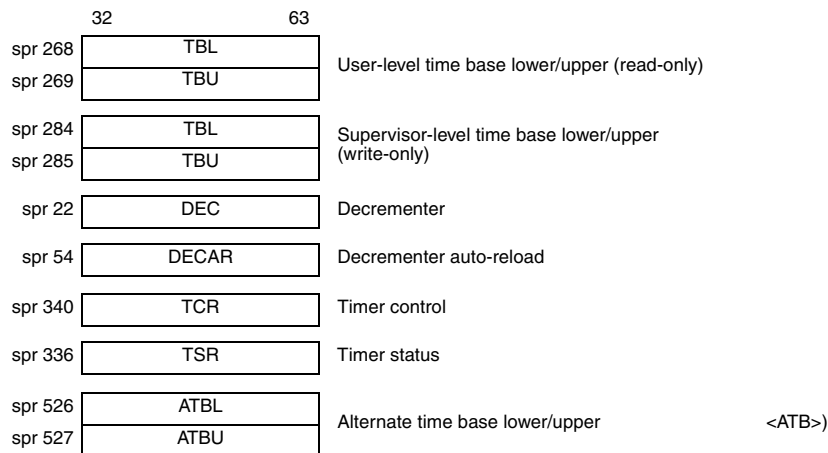 32 63
spr 268 TBL
User-level time base lower/upper (read-only)
spr 269 TBU
spr 284 TBL
Supervisor-level time base lower/upper
(write-only)
spr 285 TBU
spr 22 DEC Decrementer
spr 54 DECAR Decrementer auto-reload
spr 340 TCR Timer control
spr 336 TSR Timer status
spr 526 ATBL
Alternate time base lower/upper <ATB>)
spr 527 ATBU